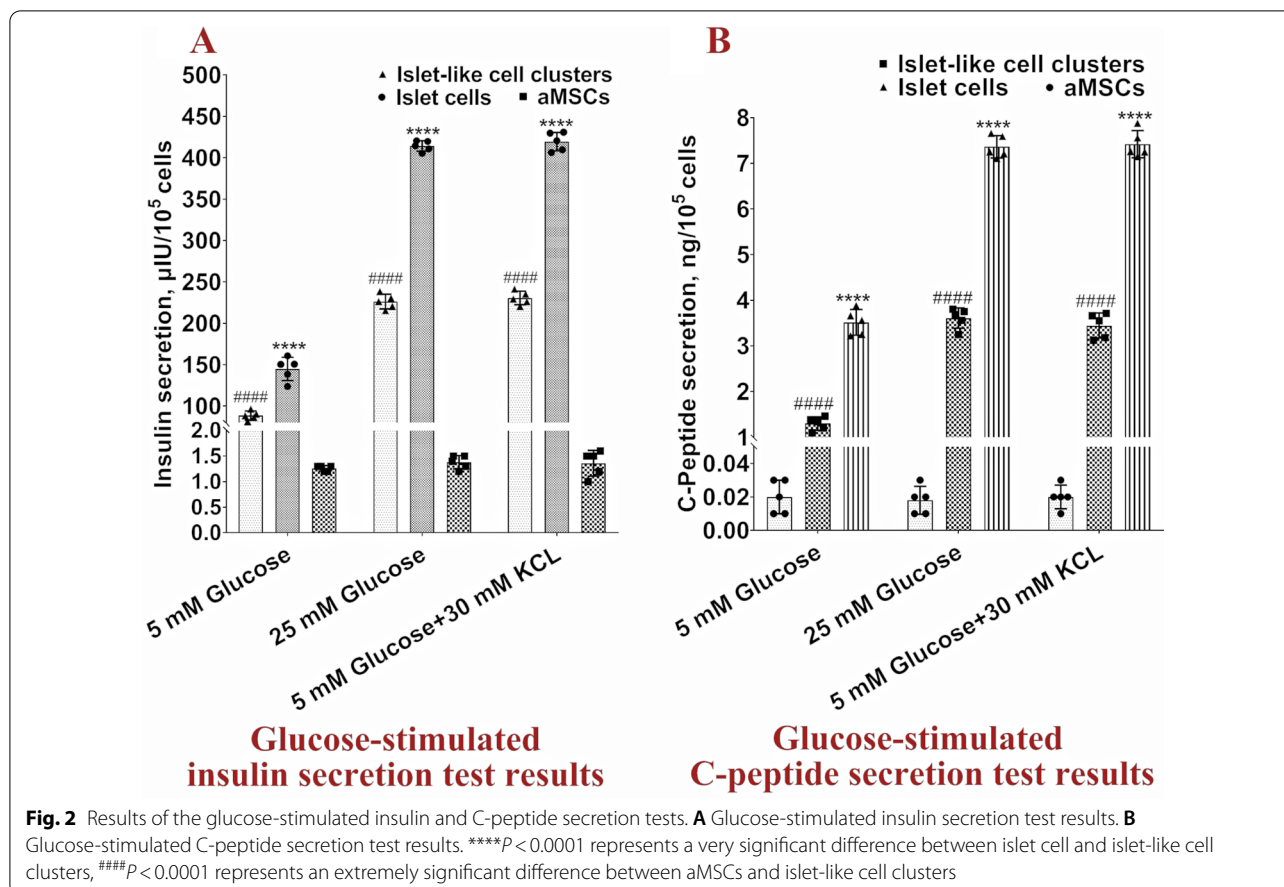 A
500
450
400
350
300
250
200
150
100
2.0
1.5
1.0
0.5
0.0
Insulin secretion, µIU/10⁵ cells
▲ Islet-like cell clusters
● Islet cells ■ aMSCs
####
****
####
****
####
****
5 mM Glucose
25 mM Glucose
5 mM Glucose+30 mM KCL
Glucose-stimulated
insulin secretion test results
B
8
7
6
5
4
3
2
1
0.04
0.02
0.00
C-Peptide secretion, ng/10⁵ cells
■ Islet-like cell clusters
▲ Islet cells ● aMSCs
####
****
####
****
####
****
5 mM Glucose
25 mM Glucose
5 mM Glucose+30 mM KCL
Glucose-stimulated
C-peptide secretion test results
Fig. 2 Results of the glucose-stimulated insulin and C-peptide secretion tests. A Glucose-stimulated insulin secretion test results. B
Glucose-stimulated C-peptide secretion test results. ****P < 0.0001 represents a very significant difference between islet cell and islet-like cell
clusters, ####P < 0.0001 represents an extremely significant difference between aMSCs and islet-like cell clusters